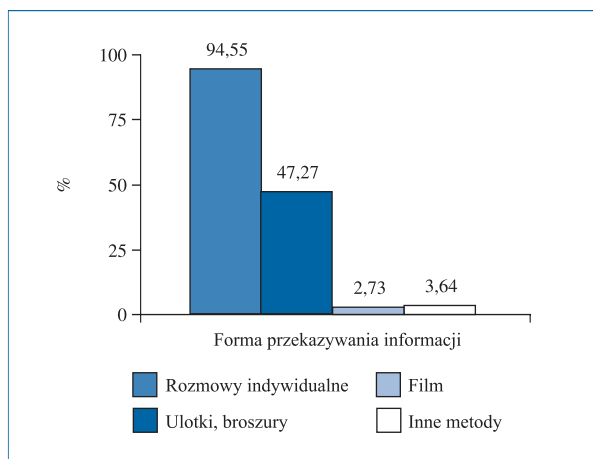 94,55
100
75
%
47,27
50
25
2,73
3,64
0
Forma przekazywania informacji
Rozmowy indywidualne
Film
Ulotki, broszury
Inne metody